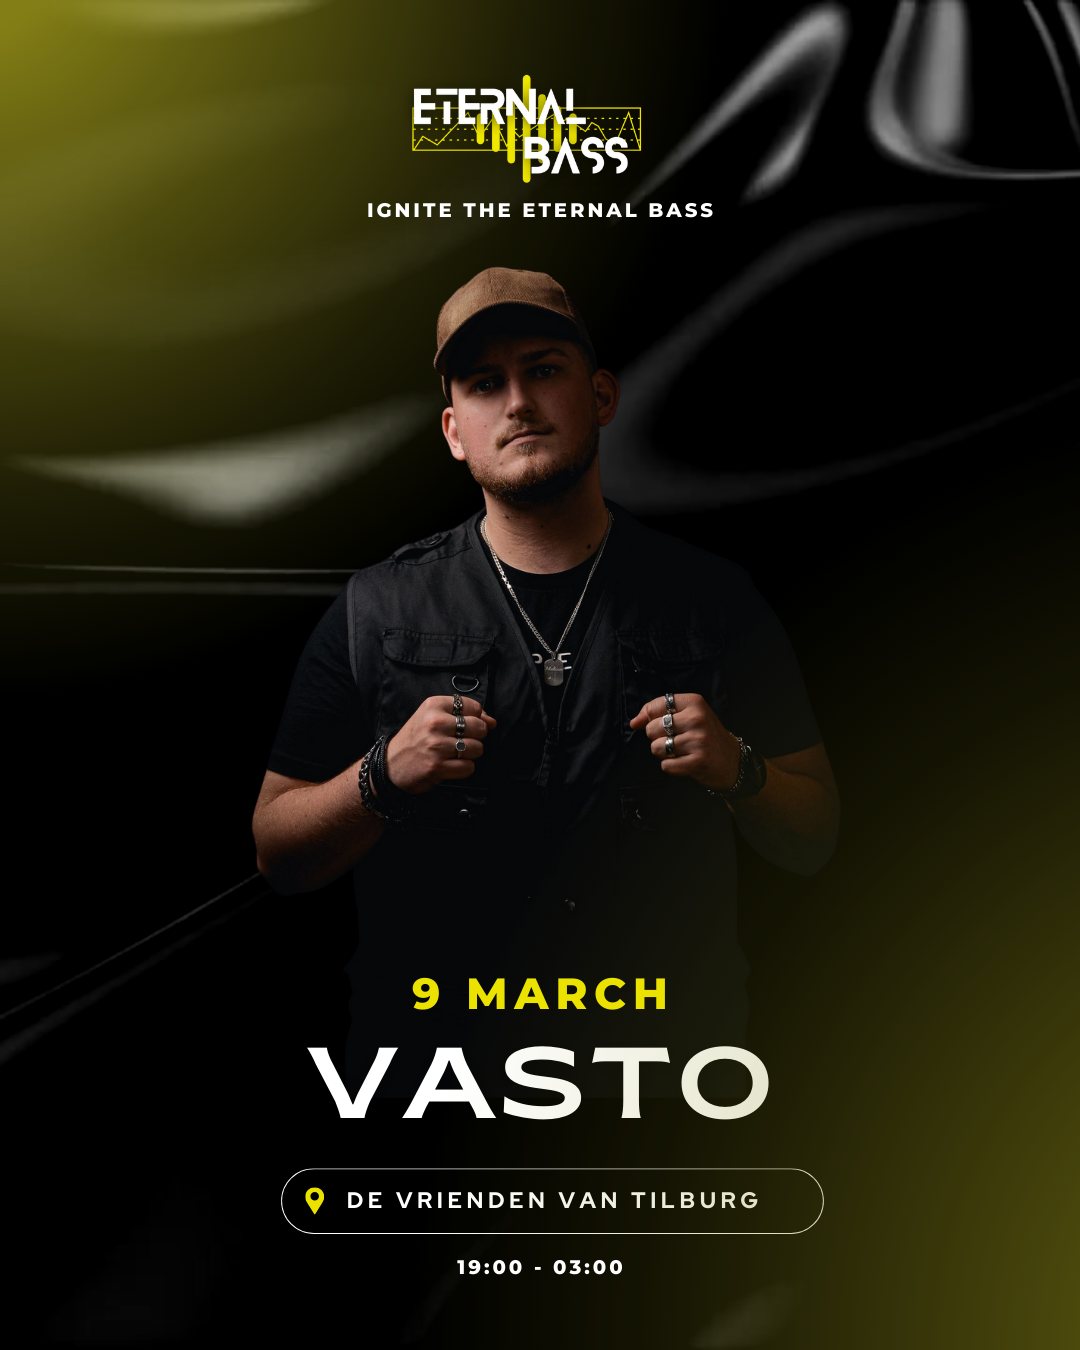 ETERNAL
BASS
IGNITE THE ETERNAL BASS
9 MARCH
VASTO
DE VRIENDEN VAN TILBURG
19:00 - 03:00